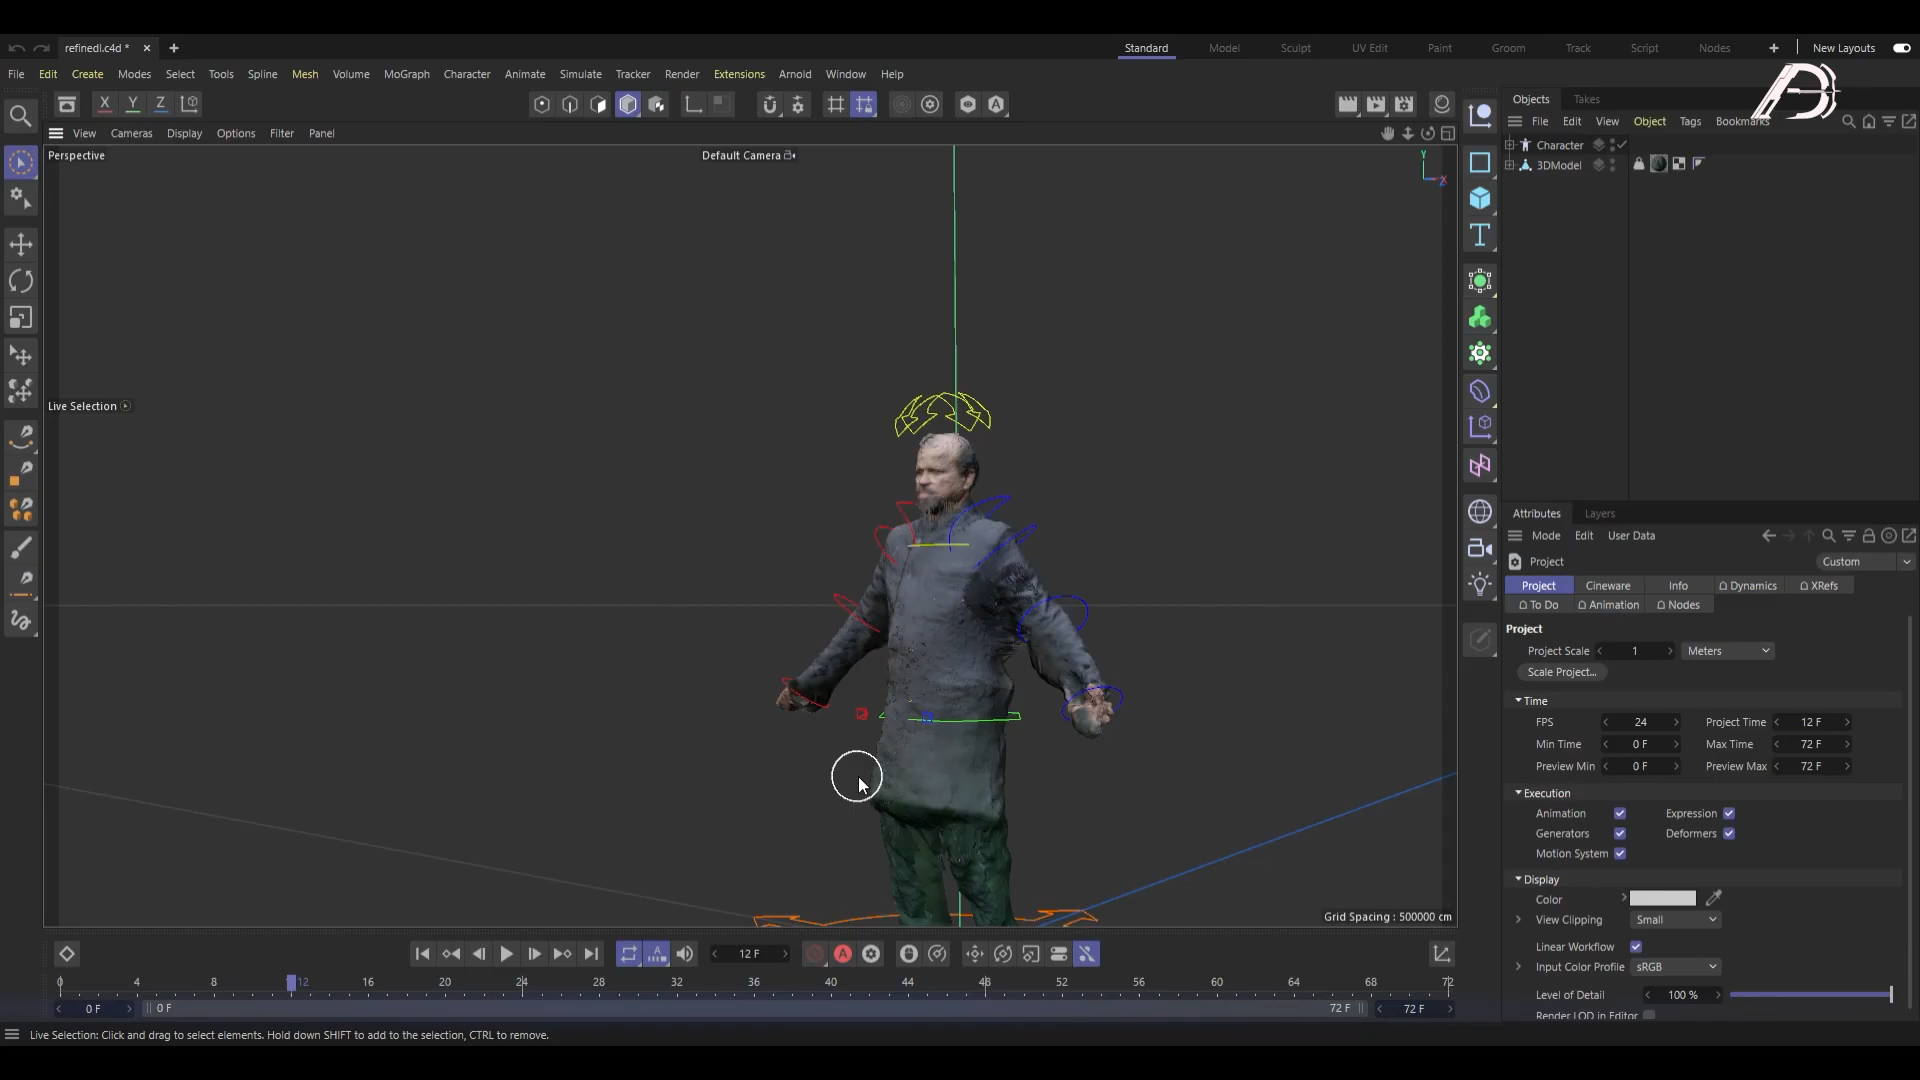 refinedl.c4d *
Standard Model Sculpt UV Edit Paint Groom Track Script Nodes New Layouts
File Edit Create Modes Select Tools Spline Mesh Volume MoGraph Character Animate Simulate Tracker Render Extensions Arnold Window Help
X Y Z
View Cameras Display Options Filter Panel
Perspective
Default Camera
Y
X
Z
Live Selection
Grid Spacing : 500000 cm
Objects Takes
File Edit View Object Tags Bookmarks
Character
3DModel
Attributes Layers
Mode Edit User Data
Project
Custom
Project Cineware Info Dynamics XRefs
To Do Animation Nodes
Project
Project Scale 1 Meters
Scale Project...
Time
FPS 24 Project Time 12 F
Min Time 0 F Max Time 72 F
Preview Min 0 F Preview Max 72 F
Execution
Animation Expression
Generators Deformers
Motion System
Display
Color
View Clipping Small
Linear Workflow
Input Color Profile sRGB
Level of Detail 100 %
Render LOD in Editor
12 F
0 4 8 12 16 20 24 28 32 36 40 44 48 52 56 60 64 68 72
0 F 0 F 72 F 72 F
Live Selection: Click and drag to select elements. Hold down SHIFT to add to the selection, CTRL to remove.